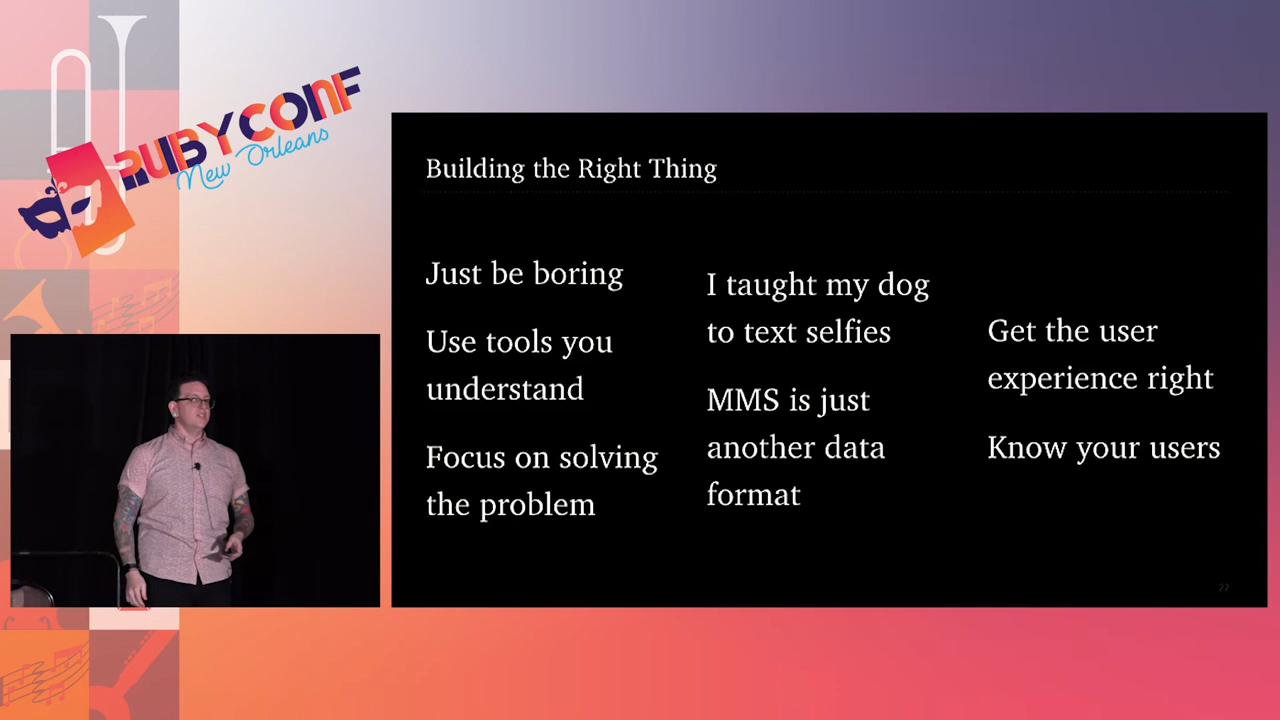 RUBYCONF
New Orleans
Building the Right Thing
Just be boring
Use tools you
understand
Focus on solving
the problem
I taught my dog
to text selfies
MMS is just
another data
format
Get the user
experience right
Know your users
22